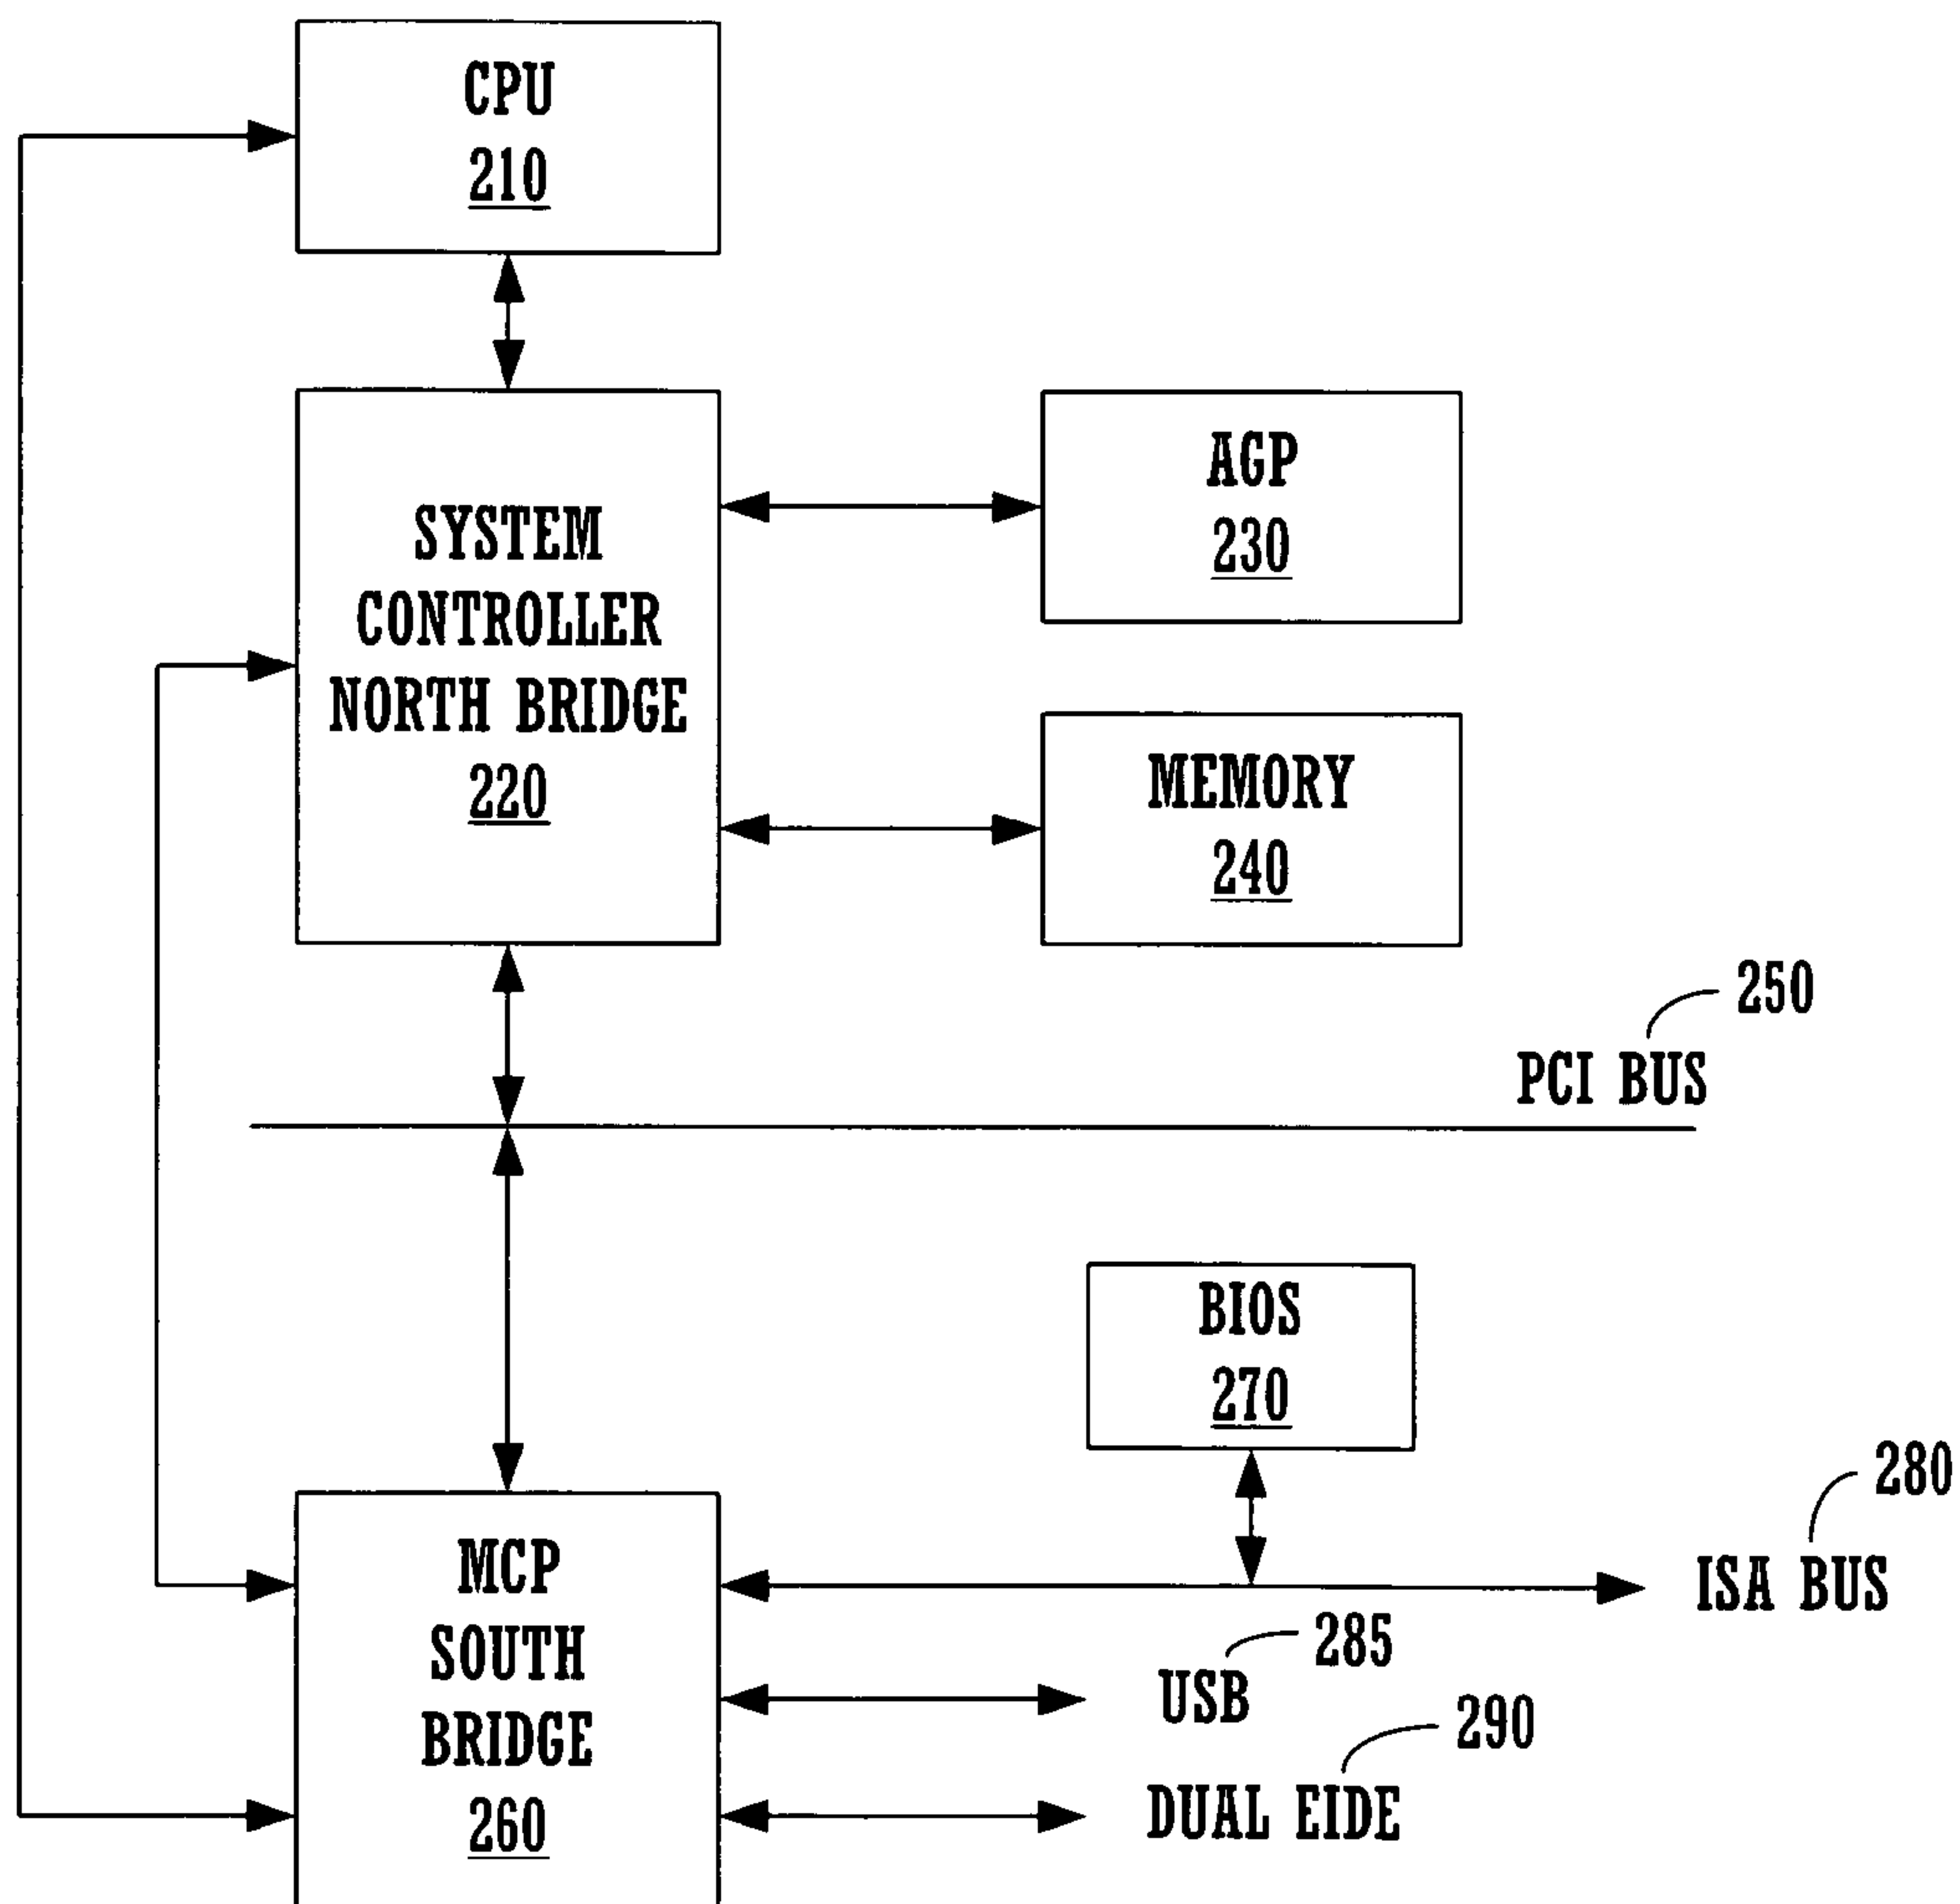 CPU
210
SYSTEM
CONTROLLER
NORTH BRIDGE
220
AGP
230
MEMORY
240
250
PCI BUS
BIOS
270
280
ISA BUS
MCP
SOUTH
BRIDGE
260
285
USB
290
DUAL EIDE